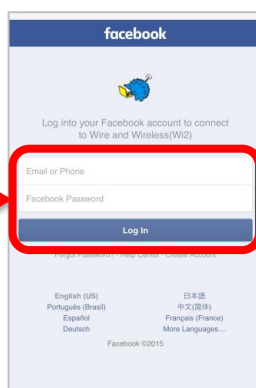 facebook
Log into your Facebook account to connect
to Wire and Wireless(Wi2)
Email or Phone
Facebook Password
Log In
Forgot Password? · Help Center · Create Account
English (US) 日本語
Português (Brasil) 中文(简体)
Español Français (France)
Deutsch More Languages...
Facebook ©2015